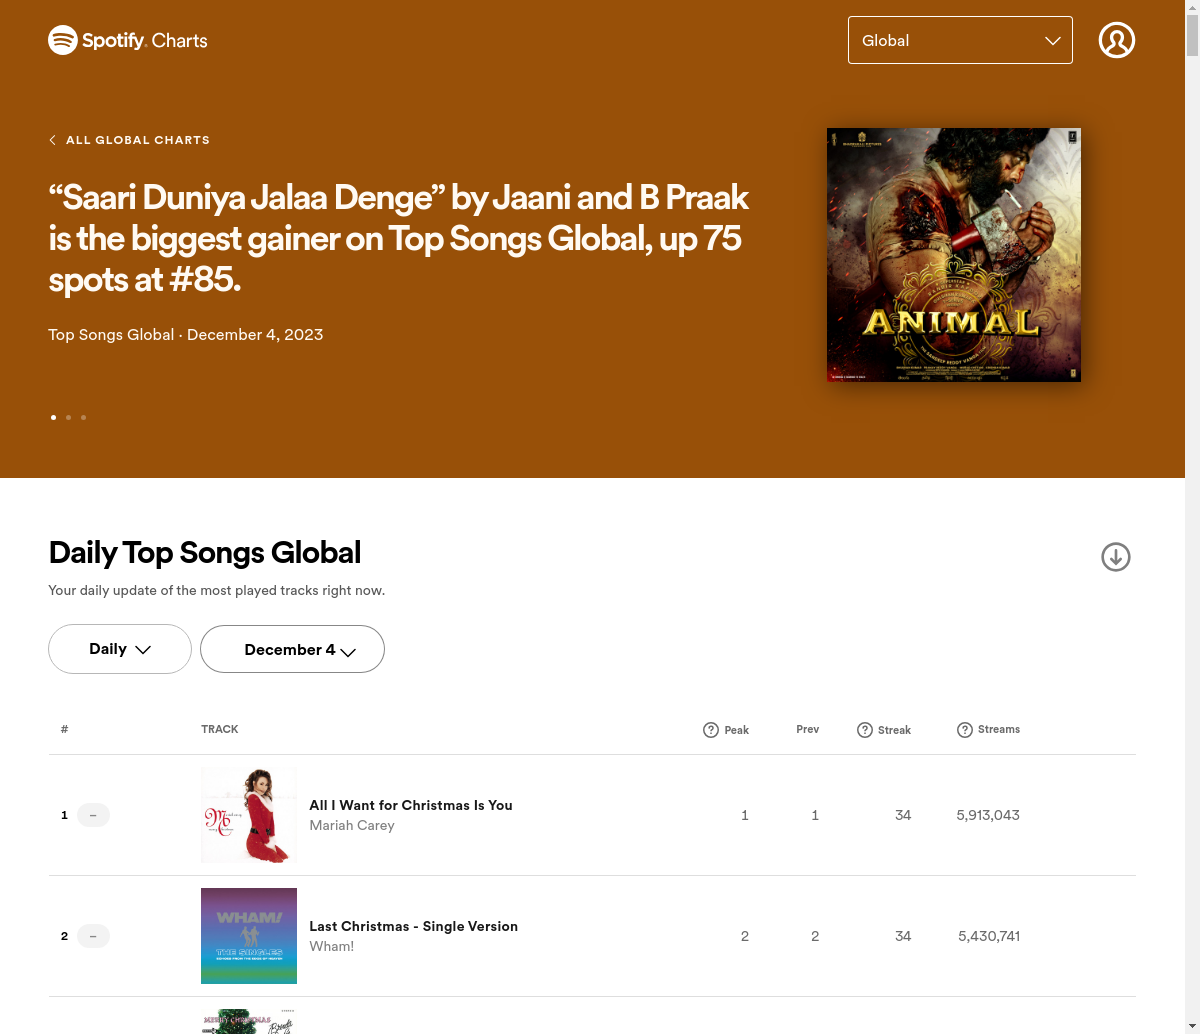 Spotify Charts
Global
ALL GLOBAL CHARTS
“Saari Duniya Jalaa Denge” by Jaani and B Praak
is the biggest gainer on Top Songs Global, up 75
spots at #85.
Top Songs Global · December 4, 2023
ANIMAL
Daily Top Songs Global
Your daily update of the most played tracks right now.
Daily
December 4
# TRACK Peak Prev Streak Streams
1 – All I Want for Christmas Is You 1 1 34 5,913,043
Mariah Carey
WHAM!
THE SINGLES
2 – Last Christmas - Single Version 2 2 34 5,430,741
Wham!
MERRY CHRISTMAS